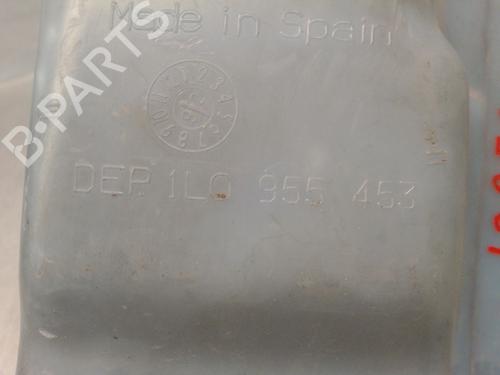 Made in Spain
B-PARTS
DEP. 1L0 955 453